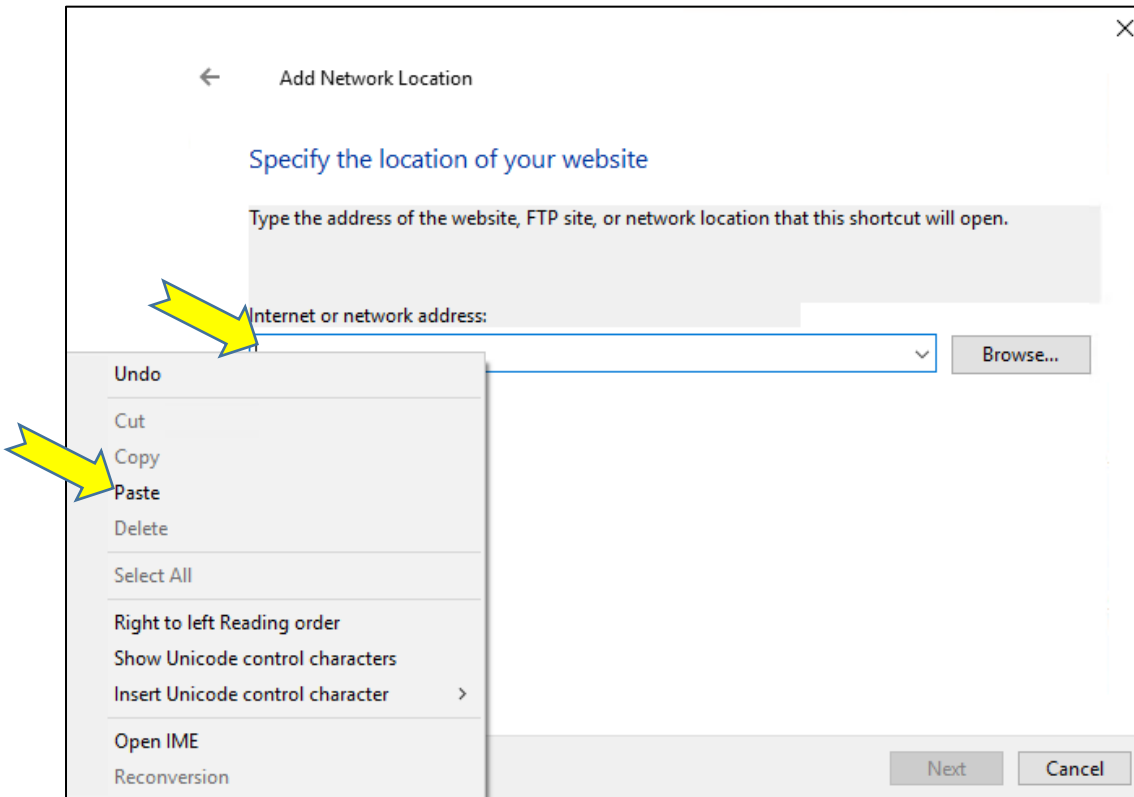 Add Network Location
Specify the location of your website
Type the address of the website, FTP site, or network location that this shortcut will open.
Internet or network address:
Browse...
Undo
Cut
Copy
Paste
Delete
Select All
Right to left Reading order
Show Unicode control characters
Insert Unicode control character
Open IME
Reconversion
Next
Cancel